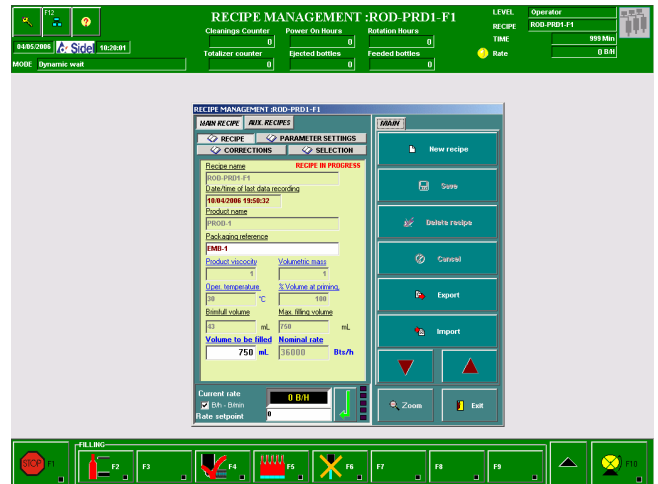 F12
?
RECIPE MANAGEMENT :ROD-PRD1-F1
LEVEL Operator
RECIPE ROD-PRD1-F1
TIME 999 Min
Rate 0 B/H
Cleanings Counter Power On Hours Rotation Hours
0 0 0
Totalizer counter Ejected bottles Feeded bottles
0 0 0
04/05/2006 Sidel 10:20:01
MODE Dynamic wait
RECIPE MANAGEMENT :ROD-PRD1-F1
MAIN RECIPE AUX. RECIPES
RECIPE PARAMETER SETTINGS
CORRECTIONS SELECTION
Recipe name RECIPE IN PROGRESS
ROD-PRD1-F1
Date/time of last data recording
10/04/2006 19:50:32
Product name
PROD-1
Packaging reference
EMB-1
Product viscocity Volumetric mass
1 1
Oper. temperature. % Volume at priming.
30 °C 100
Brimfull volume Max. filling volume
43 mL 750 mL
Volume to be filled Nominal rate
750 mL 36000 Bts/h
Current rate 0 B/H
B/h - B/min
Rate setpoint 0
MAIN
New recipe
Save
Delete recipe
Cancel
Export
Import
Zoom Exit
FILLING
STOP F1 F2 F3 F4 F5 F6 F7 F8 F9 F10